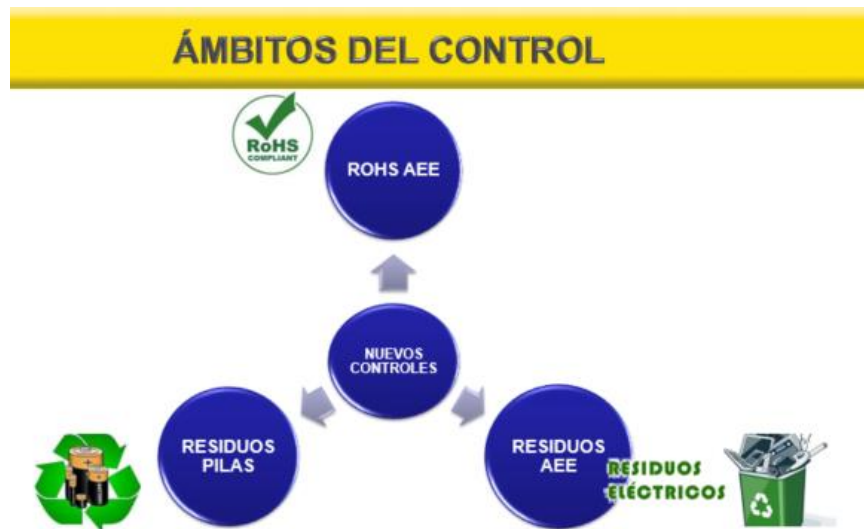 ÁMBITOS DEL CONTROL
RoHS
COMPLIANT
ROHS AEE
NUEVOS
CONTROLES
RESIDUOS
PILAS
RESIDUOS
AEE
RESIDUOS
ELÉCTRICOS